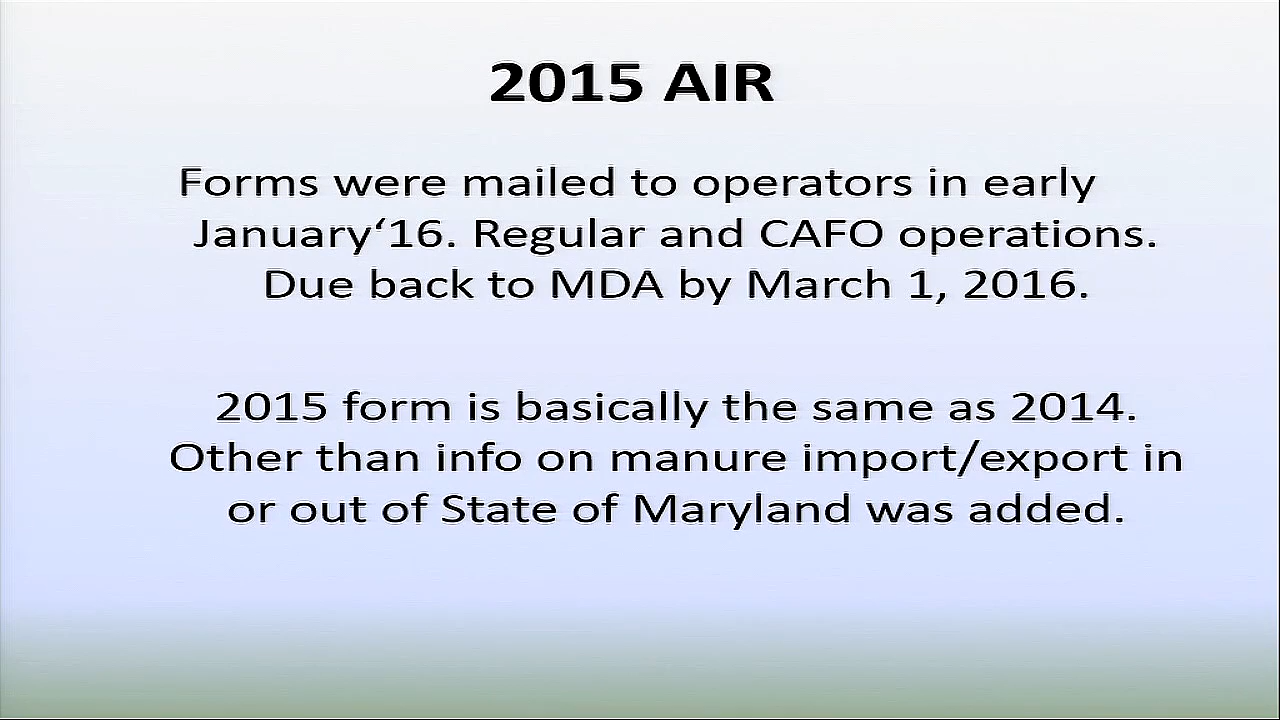 2015 AIR
Forms were mailed to operators in early
January‘16. Regular and CAFO operations.
Due back to MDA by March 1, 2016.
2015 form is basically the same as 2014.
Other than info on manure import/export in
or out of State of Maryland was added.